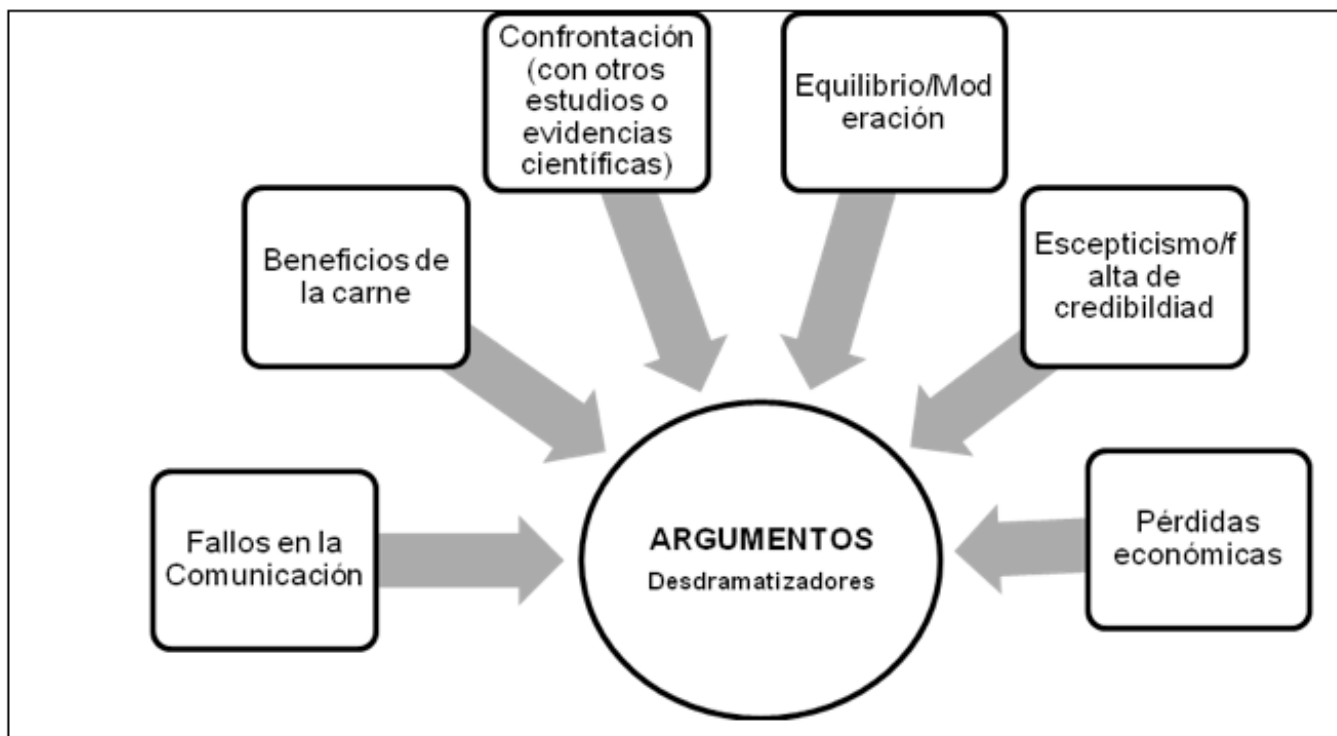 Confrontación
(con otros
estudios o
evidencias
científicas)
Equilibrio/Mod
eración
Beneficios de
la carne
Escepticismo/f
alta de
credibildiad
Fallos en la
Comunicación
ARGUMENTOS
Desdramatizadores
Pérdidas
económicas